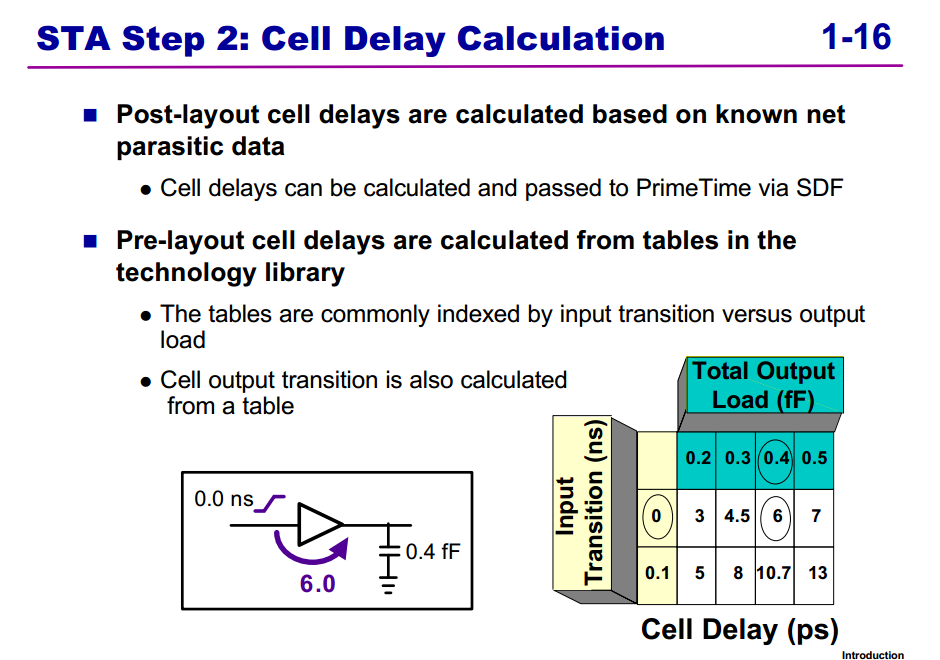 STA Step 2: Cell Delay Calculation
1-16
■ Post-layout cell delays are calculated based on known net
parasitic data
● Cell delays can be calculated and passed to PrimeTime via SDF
■ Pre-layout cell delays are calculated from tables in the
technology library
● The tables are commonly indexed by input transition versus output
load
● Cell output transition is also calculated
from a table
0.0 ns
0.4 fF
6.0
Total Output
Load (fF)
Input
Transition (ns)
0.2 0.3 0.4 0.5
0 3 4.5 6 7
0.1 5 8 10.7 13
Cell Delay (ps)
Introduction